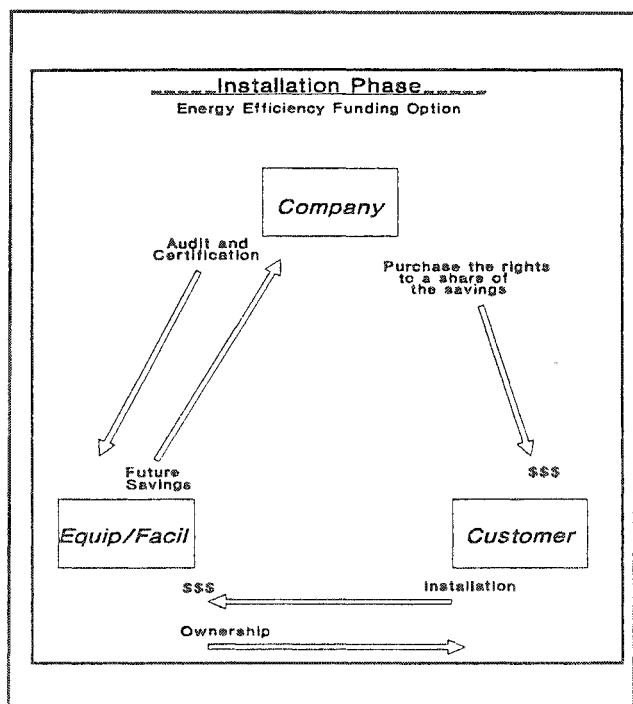 Installation Phase
Energy Efficiency Funding Option
Company
Audit and
Certification
Purchase the rights
to a share of
the savings
Future
Savings
$$$
Equip/Facil
Customer
$$$
Installation
Ownership